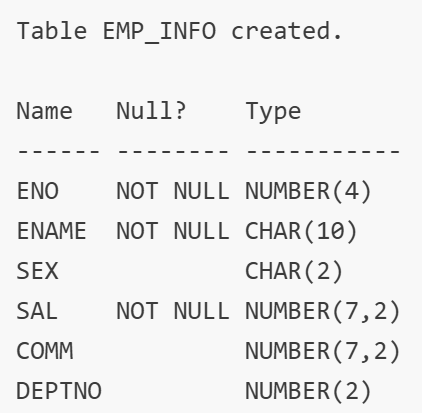 Table EMP_INFO created.
Name   Null?    Type
------ -------- -----------
ENO    NOT NULL NUMBER(4)
ENAME  NOT NULL CHAR(10)
SEX             CHAR(2)
SAL    NOT NULL NUMBER(7,2)
COMM            NUMBER(7,2)
DEPTNO          NUMBER(2)